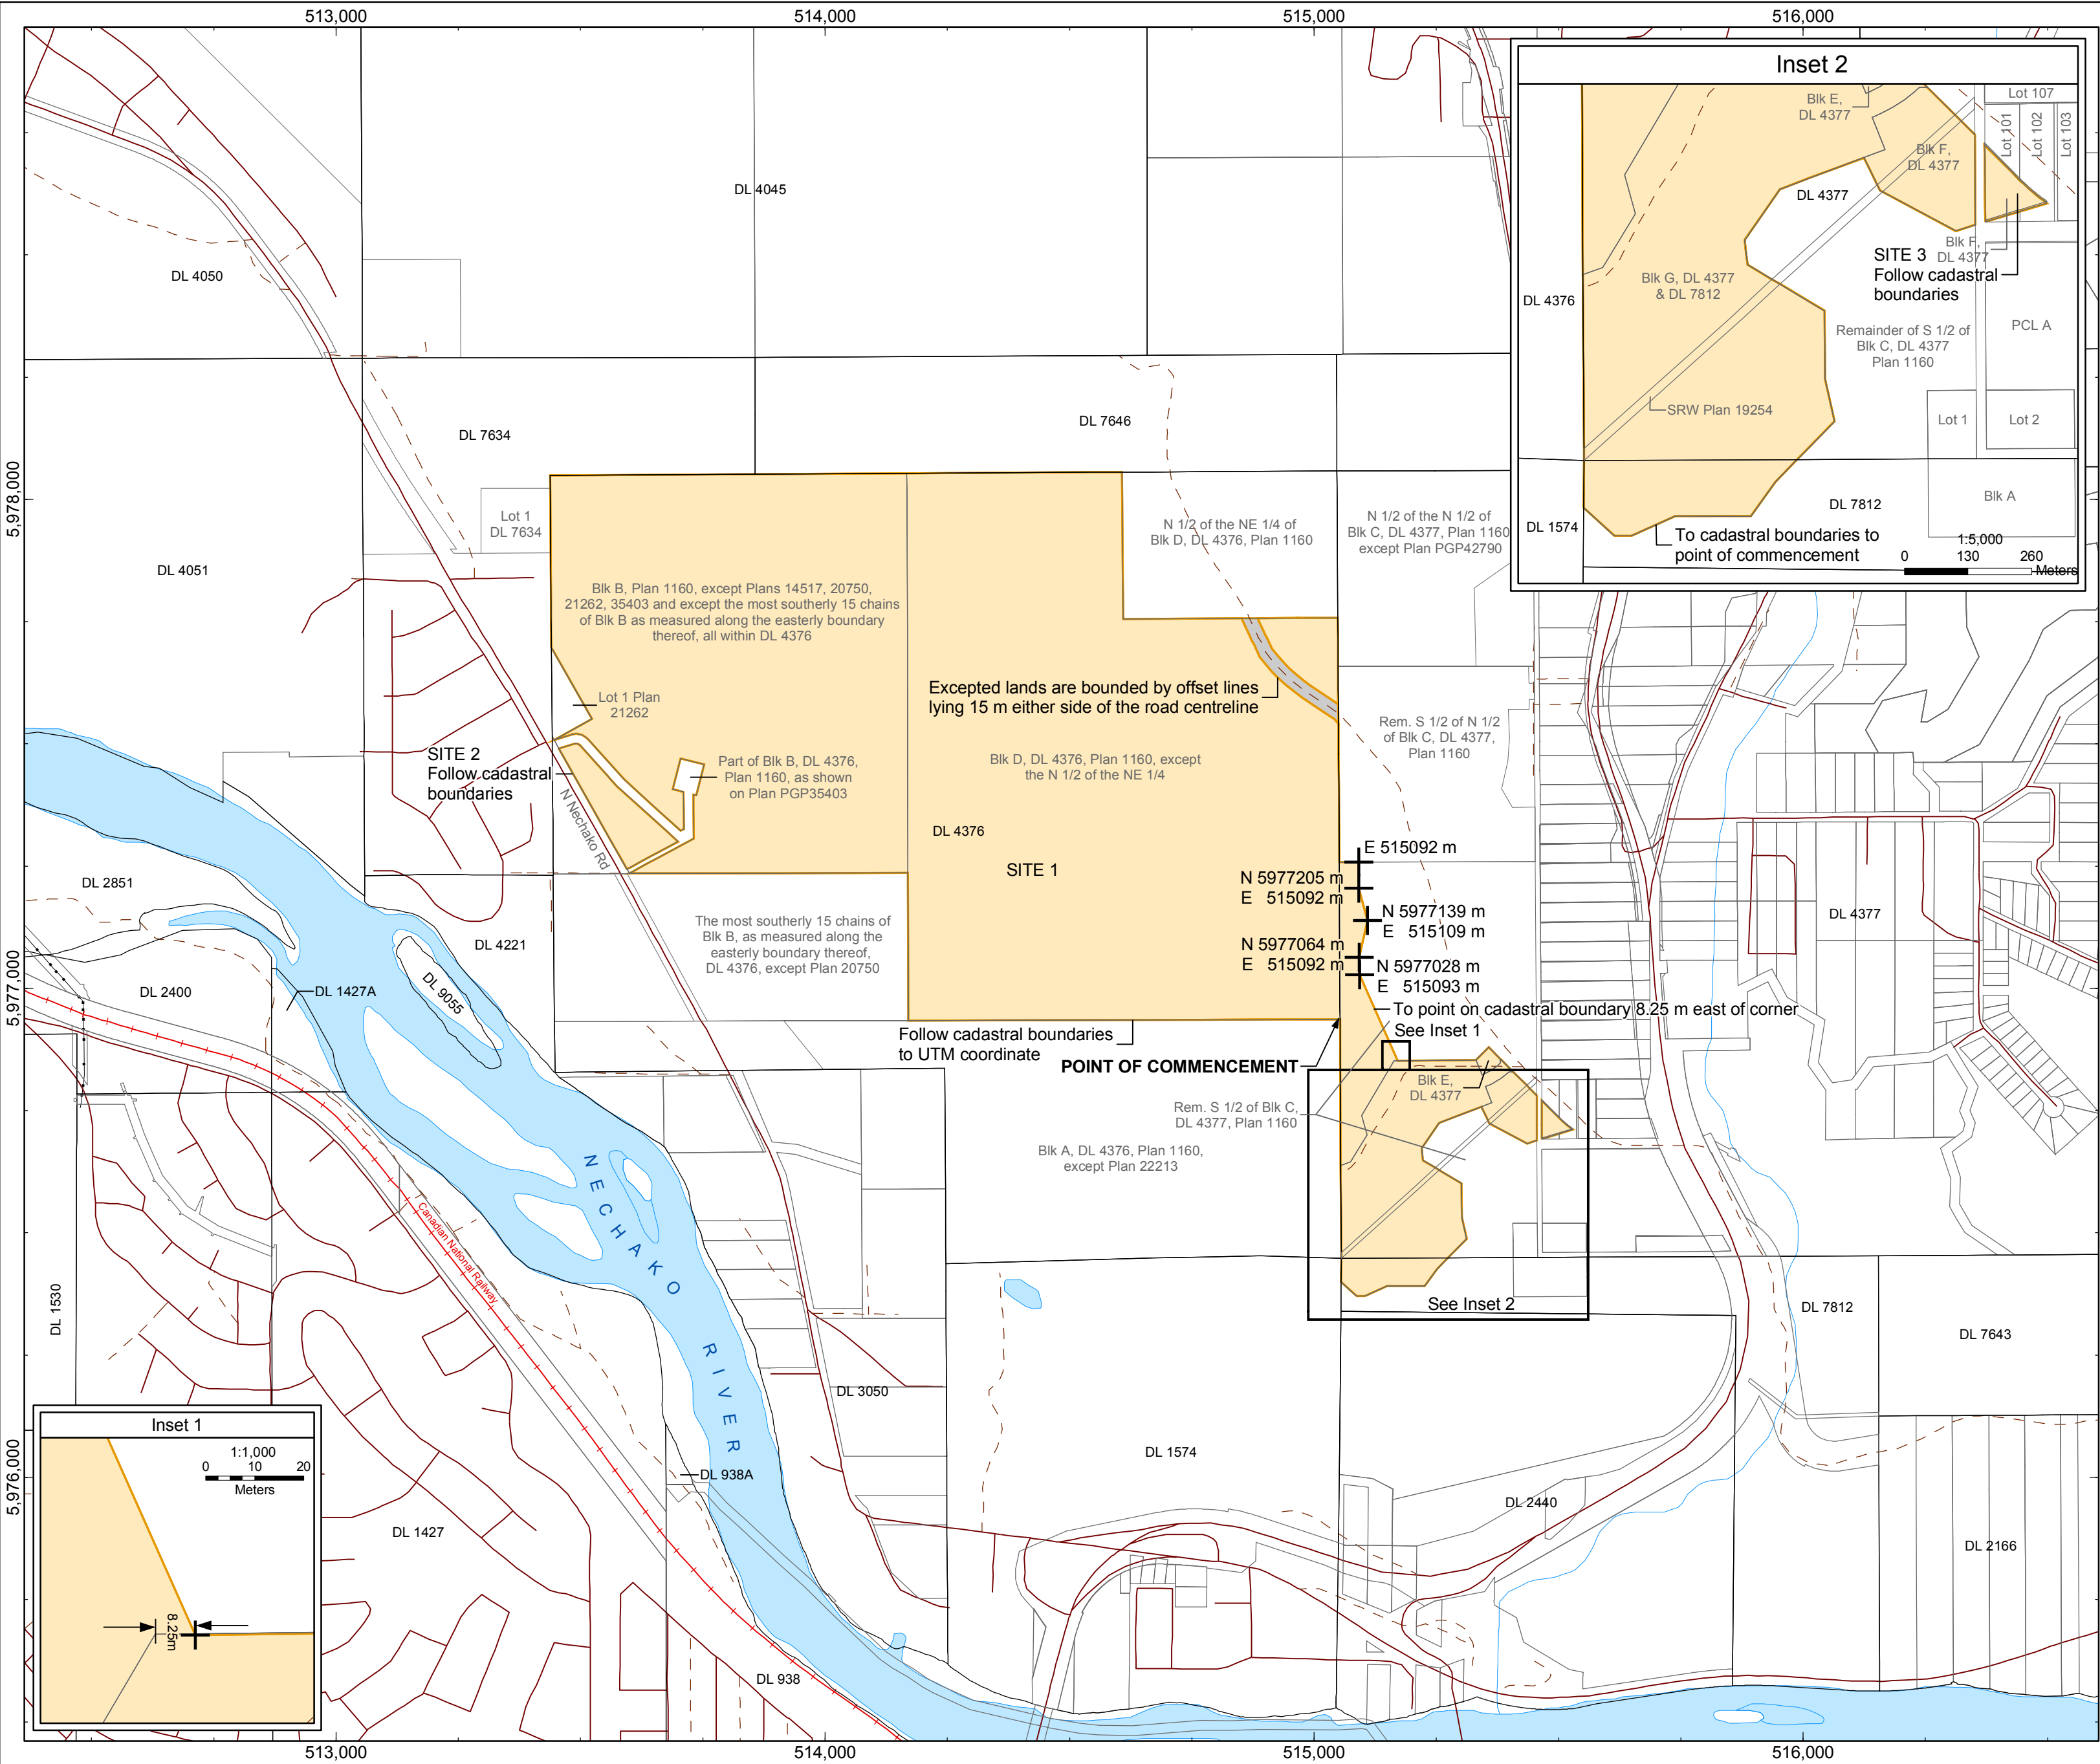 513,000
514,000
515,000
516,000
5,978,000
5,977,000
5,976,000
DL 4045
DL 4050
DL 7634
DL 7646
Lot 1
DL 7634
DL 4051
Blk B, Plan 1160, except Plans 14517, 20750,
21262, 35403 and except the most southerly 15 chains
of Blk B as measured along the easterly boundary
thereof, all within DL 4376
N 1/2 of the NE 1/4 of
Blk D, DL 4376, Plan 1160
N 1/2 of the N 1/2 of
Blk C, DL 4377, Plan 1160
except Plan PGP42790
Lot 1 Plan
21262
Excepted lands are bounded by offset lines
lying 15 m either side of the road centreline
Rem. S 1/2 of N 1/2
of Blk C, DL 4377,
Plan 1160
SITE 2
Follow cadastral
boundaries
N Nechako Rd
Part of Blk B, DL 4376,
Plan 1160, as shown
on Plan PGP35403
Blk D, DL 4376, Plan 1160, except
the N 1/2 of the NE 1/4
DL 4376
SITE 1
E 515092 m
N 5977205 m
E 515092 m
N 5977139 m
E 515109 m
N 5977064 m
E 515092 m
N 5977028 m
E 515093 m
DL 4377
DL 2851
DL 4221
The most southerly 15 chains of
Blk B, as measured along the
easterly boundary thereof,
DL 4376, except Plan 20750
DL 2400
DL 1427A
DL 9055
To point on cadastral boundary 8.25 m east of corner
See Inset 1
Follow cadastral boundaries
to UTM coordinate
POINT OF COMMENCEMENT
Blk E,
DL 4377
Rem. S 1/2 of Blk C,
DL 4377, Plan 1160
Blk A, DL 4376, Plan 1160,
except Plan 22213
See Inset 2
NECHAKO RIVER
Canadian National Railway
DL 1530
DL 7812
DL 7643
DL 3050
DL 1574
DL 938A
DL 2440
DL 1427
DL 2166
DL 938
Inset 2
Blk E,
DL 4377
Lot 107
Lot 101
Lot 102
Lot 103
Blk F,
DL 4377
DL 4377
Blk F,
DL 4377
SITE 3
Follow cadastral
boundaries
Blk G, DL 4377
& DL 7812
DL 4376
PCL A
Remainder of S 1/2 of
Blk C, DL 4377
Plan 1160
SRW Plan 19254
Lot 1
Lot 2
Blk A
DL 7812
DL 1574
To cadastral boundaries to
point of commencement
1:5,000
0 130 260
Meters
Inset 1
1:1,000
0 10 20
Meters
8.25m
513,000
514,000
515,000
516,000